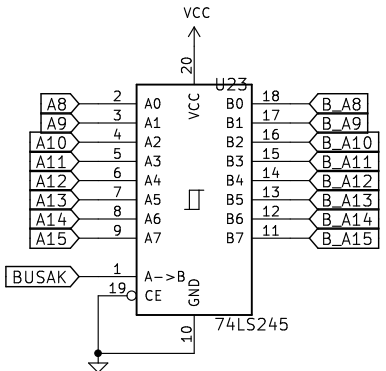 VCC
20
U23
VCC
A8 2 A0 B0 18 B_A8
A9 3 A1 B1 17 B_A9
A10 4 A2 B2 16 B_A10
A11 5 A3 B3 15 B_A11
A12 6 A4 B4 14 B_A12
A13 7 A5 B5 13 B_A13
A14 8 A6 B6 12 B_A14
A15 9 A7 B7 11 B_A15
BUSAK 1 A->B
19 CE
GND
10
74LS245